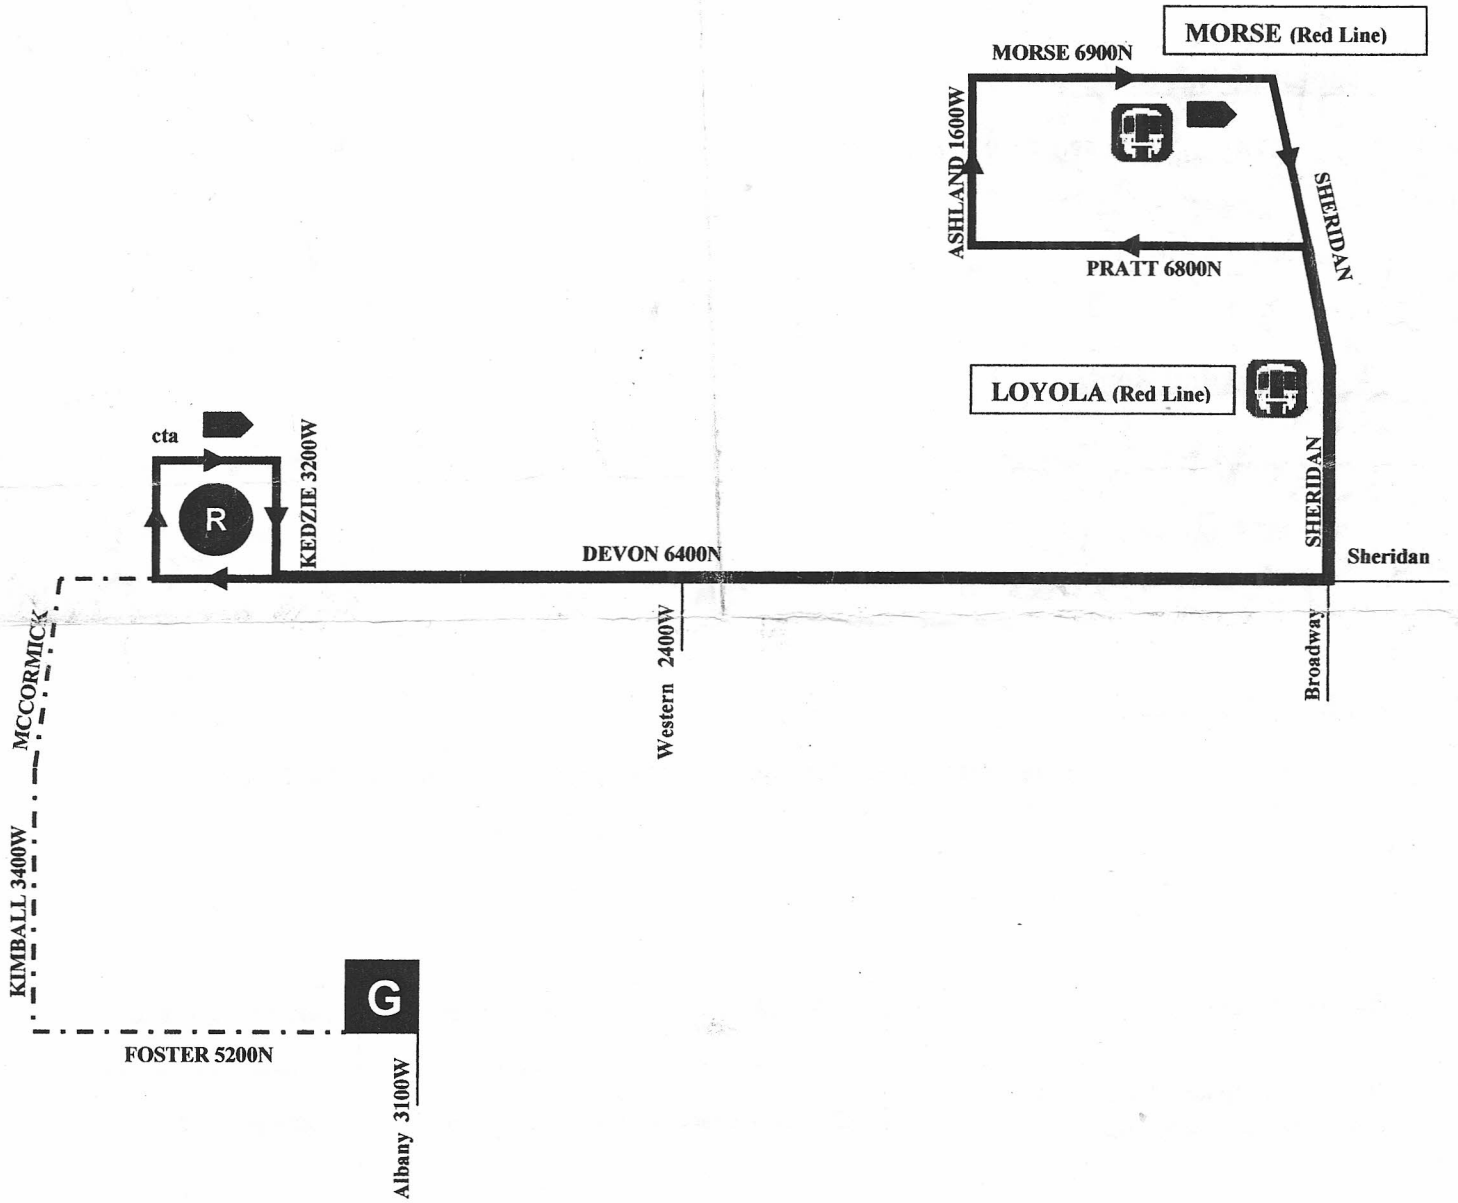 MORSE (Red Line)
MORSE 6900N
ASHLAND 1600W
SHERIDAN
PRATT 6800N
LOYOLA (Red Line)
cta
KEDZIE 3200W
R
SHERIDAN
DEVON 6400N
Sheridan
MCCORMICK
Western 2400W
Broadway
KIMBALL 3400W
G
FOSTER 5200N
Albany 3100W